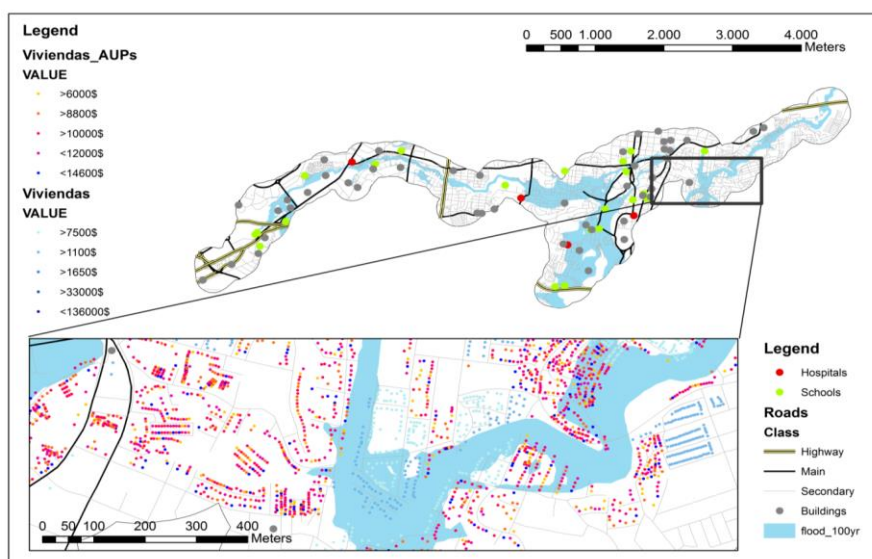 Legend
Viviendas_AUPs
VALUE
>6000$
>8800$
>10000$
<12000$
<14600$
Viviendas
VALUE
>7500$
>1100$
>1650$
>33000$
<136000$
0 500 1.000 2.000 3.000 4.000
Meters
Legend
Hospitals
Schools
Roads
Class
Highway
Main
Secondary
Buildings
flood_100yr
0 50 100 200 300 400
Meters